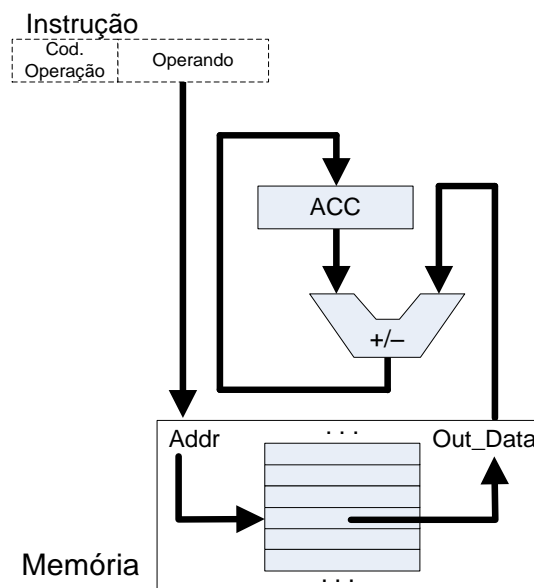 Instrução
Cod.
Operação
Operando
ACC
+/–
. . .
Addr
Out_Data
Memória
. . .